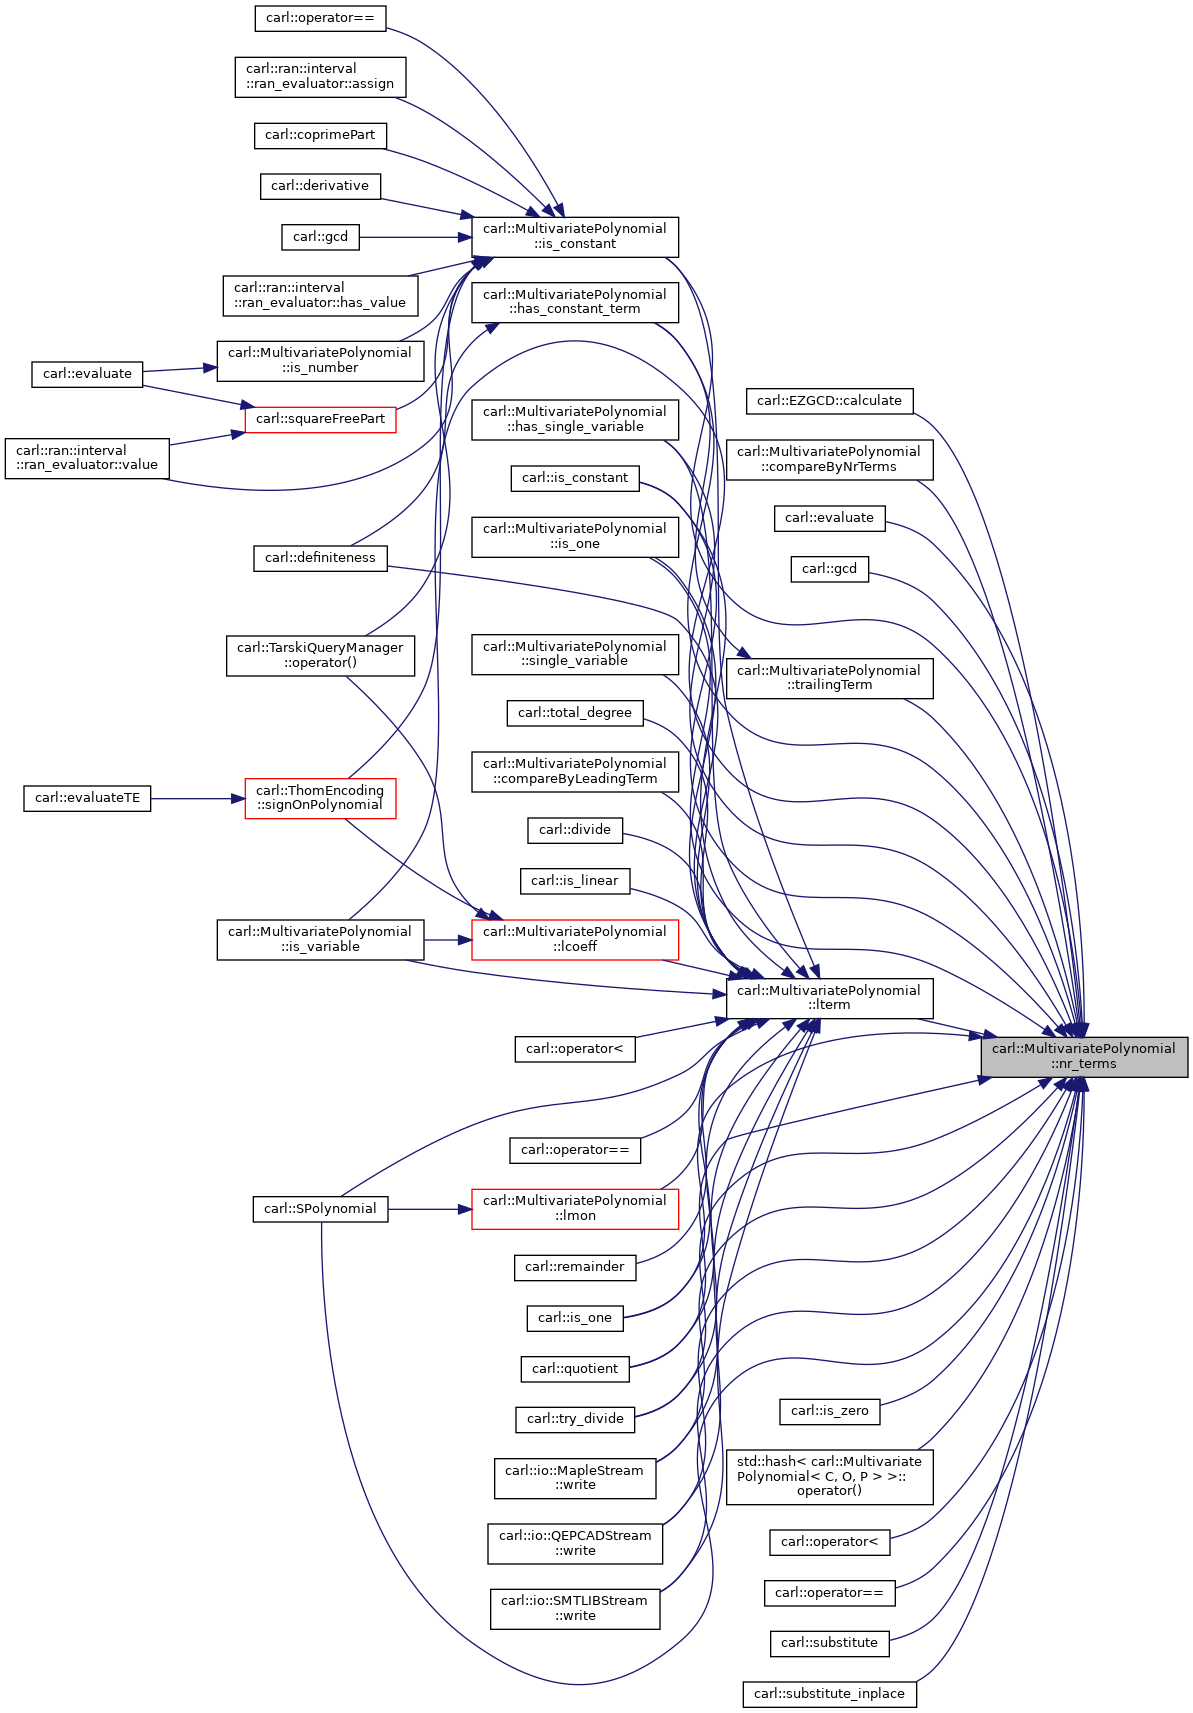 carl::operator==
carl::ran::interval
::ran_evaluator::assign
carl::coprimePart
carl::derivative
carl::gcd
carl::ran::interval
::ran_evaluator::has_value
carl::MultivariatePolynomial
::is_number
carl::evaluate
carl::squareFreePart
carl::ran::interval
::ran_evaluator::value
carl::definiteness
carl::TarskiQueryManager
::operator()
carl::evaluateTE
carl::ThomEncoding
::signOnPolynomial
carl::MultivariatePolynomial
::is_variable
carl::SPolynomial
carl::MultivariatePolynomial
::is_constant
carl::MultivariatePolynomial
::has_constant_term
carl::MultivariatePolynomial
::has_single_variable
carl::is_constant
carl::MultivariatePolynomial
::is_one
carl::MultivariatePolynomial
::single_variable
carl::total_degree
carl::MultivariatePolynomial
::compareByLeadingTerm
carl::divide
carl::is_linear
carl::MultivariatePolynomial
::lcoeff
carl::operator<
carl::operator==
carl::MultivariatePolynomial
::lmon
carl::remainder
carl::is_one
carl::quotient
carl::try_divide
carl::io::MapleStream
::write
carl::io::QEPCADStream
::write
carl::io::SMTLIBStream
::write
carl::EZGCD::calculate
carl::MultivariatePolynomial
::compareByNrTerms
carl::evaluate
carl::gcd
carl::MultivariatePolynomial
::trailingTerm
carl::MultivariatePolynomial
::lterm
carl::MultivariatePolynomial
::nr_terms
carl::is_zero
std::hash< carl::Multivariate
Polynomial< C, O, P > >::
operator()
carl::operator<
carl::operator==
carl::substitute
carl::substitute_inplace